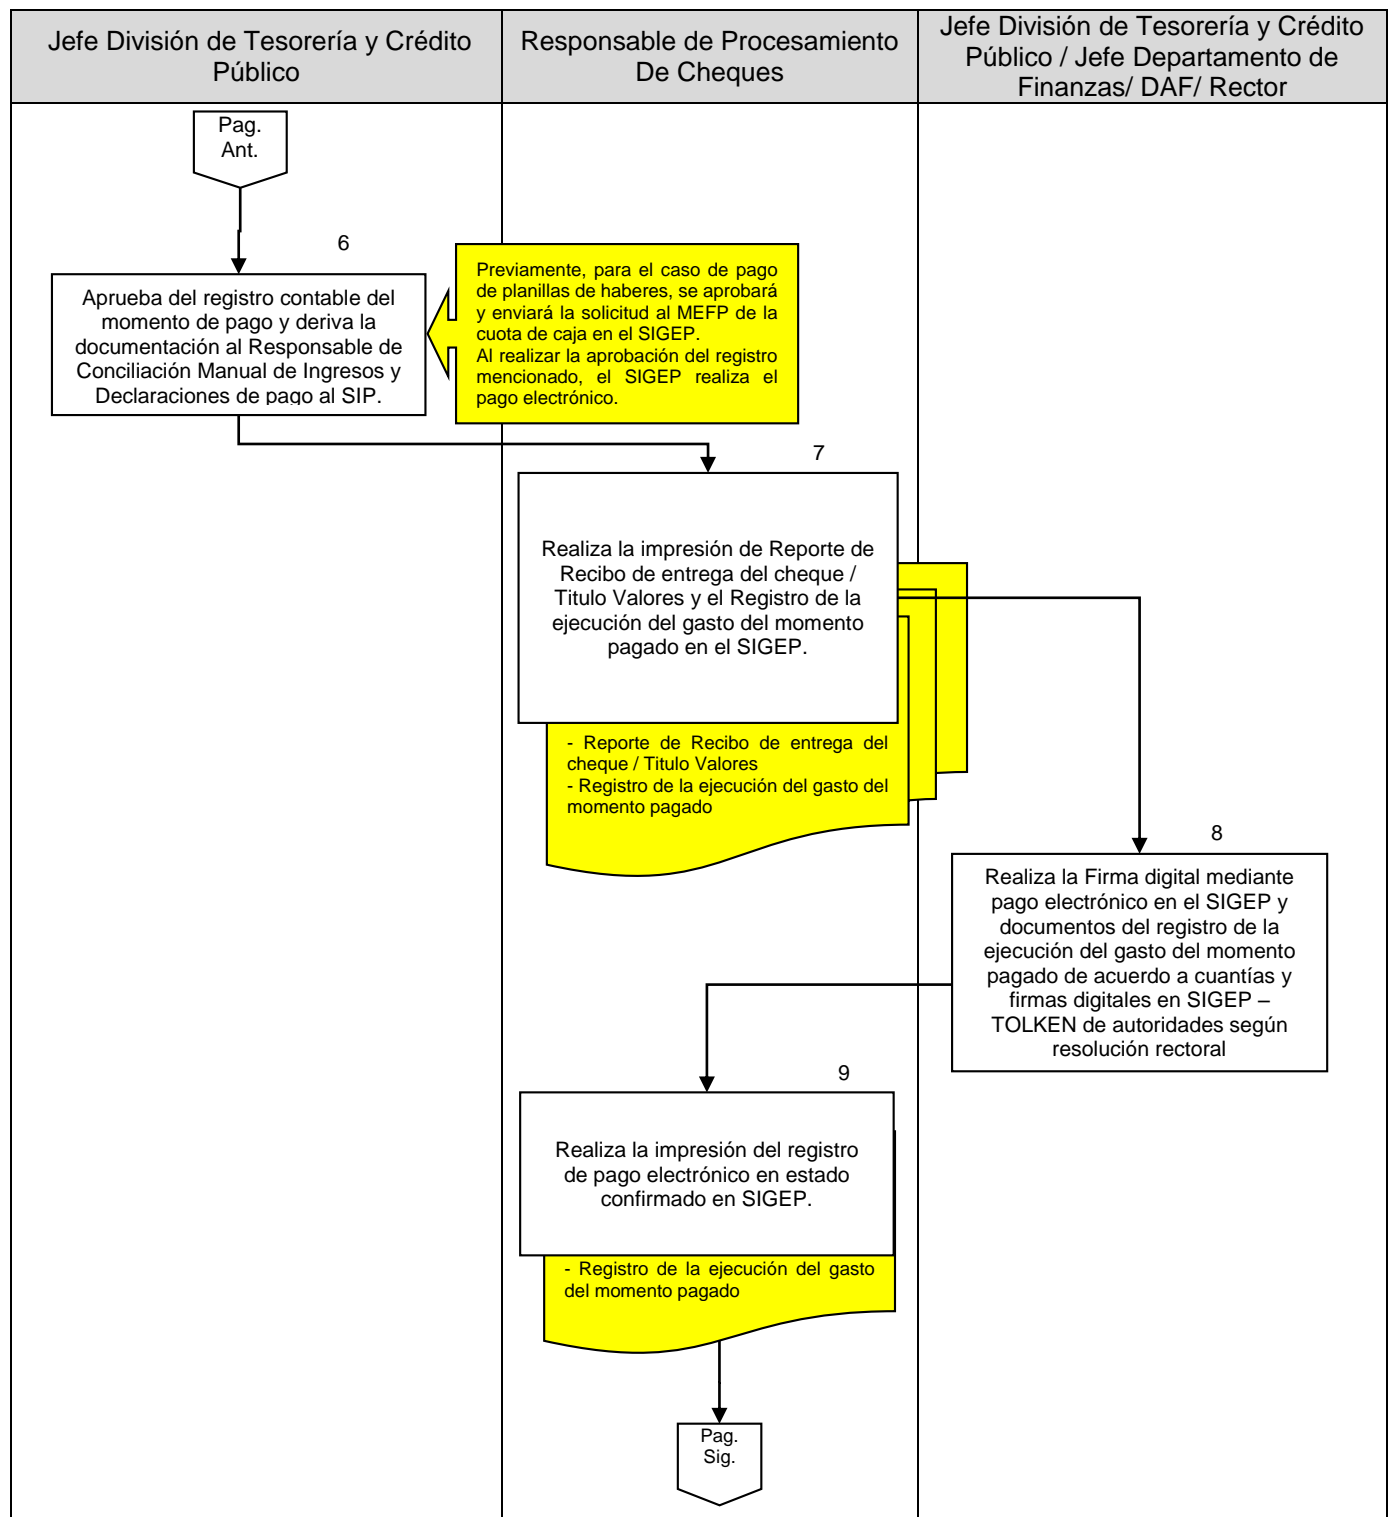 Jefe División de Tesorería y Crédito
Público
Responsable de Procesamiento
De Cheques
Jefe División de Tesorería y Crédito
Público / Jefe Departamento de
Finanzas/ DAF/ Rector
Pag.
Ant.
6
Aprueba del registro contable del
momento de pago y deriva la
documentación al Responsable de
Conciliación Manual de Ingresos y
Declaraciones de pago al SIP.
Previamente, para el caso de pago
de planillas de haberes, se aprobará
y enviará la solicitud al MEFP de la
cuota de caja en el SIGEP.
Al realizar la aprobación del registro
mencionado, el SIGEP realiza el
pago electrónico.
7
Realiza la impresión de Reporte de
Recibo de entrega del cheque /
Titulo Valores y el Registro de la
ejecución del gasto del momento
pagado en el SIGEP.
- Reporte de Recibo de entrega del
cheque / Titulo Valores
- Registro de la ejecución del gasto del
momento pagado
8
Realiza la Firma digital mediante
pago electrónico en el SIGEP y
documentos del registro de la
ejecución del gasto del momento
pagado de acuerdo a cuantías y
firmas digitales en SIGEP –
TOLKEN de autoridades según
resolución rectoral
9
Realiza la impresión del registro
de pago electrónico en estado
confirmado en SIGEP.
- Registro de la ejecución del gasto
del momento pagado
Pag.
Sig.